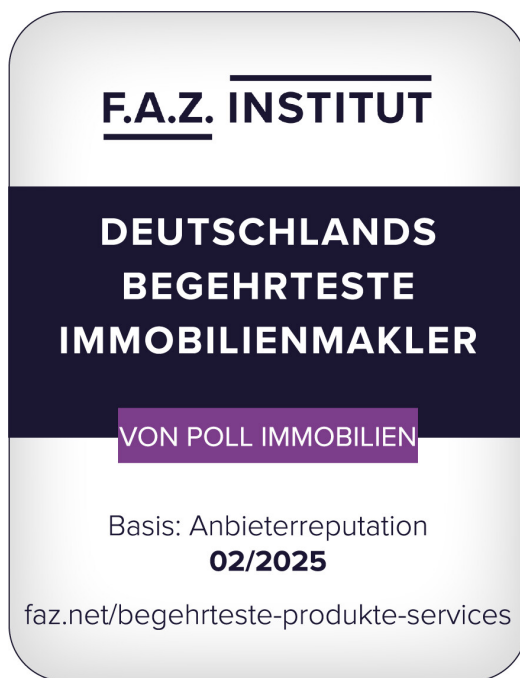 F.A.Z. INSTITUT
DEUTSCHLANDS
BEGEHRTESTE
IMMOBILIENMAKLER
VON POLL IMMOBILIEN
Basis: Anbieterreputation
02/2025
faz.net/begehrteste-produkte-services